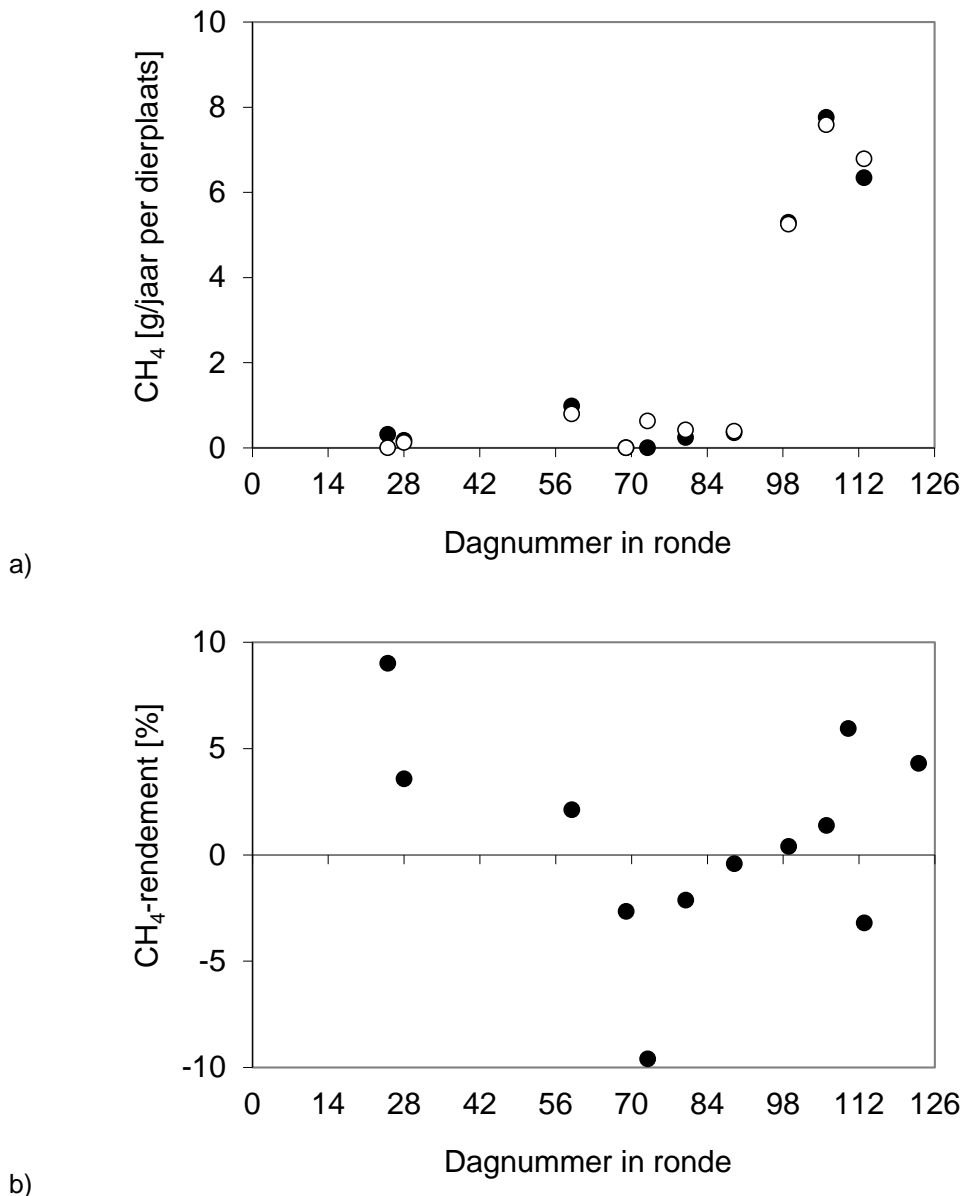 10
8
6
4
2
0
CH4 [g/jaar per dierplaats]
0 14 28 42 56 70 84 98 112 126
Dagnummer in ronde
a)
10
5
0
-5
-10
CH4-rendement [%]
0 14 28 42 56 70 84 98 112 126
Dagnummer in ronde
b)